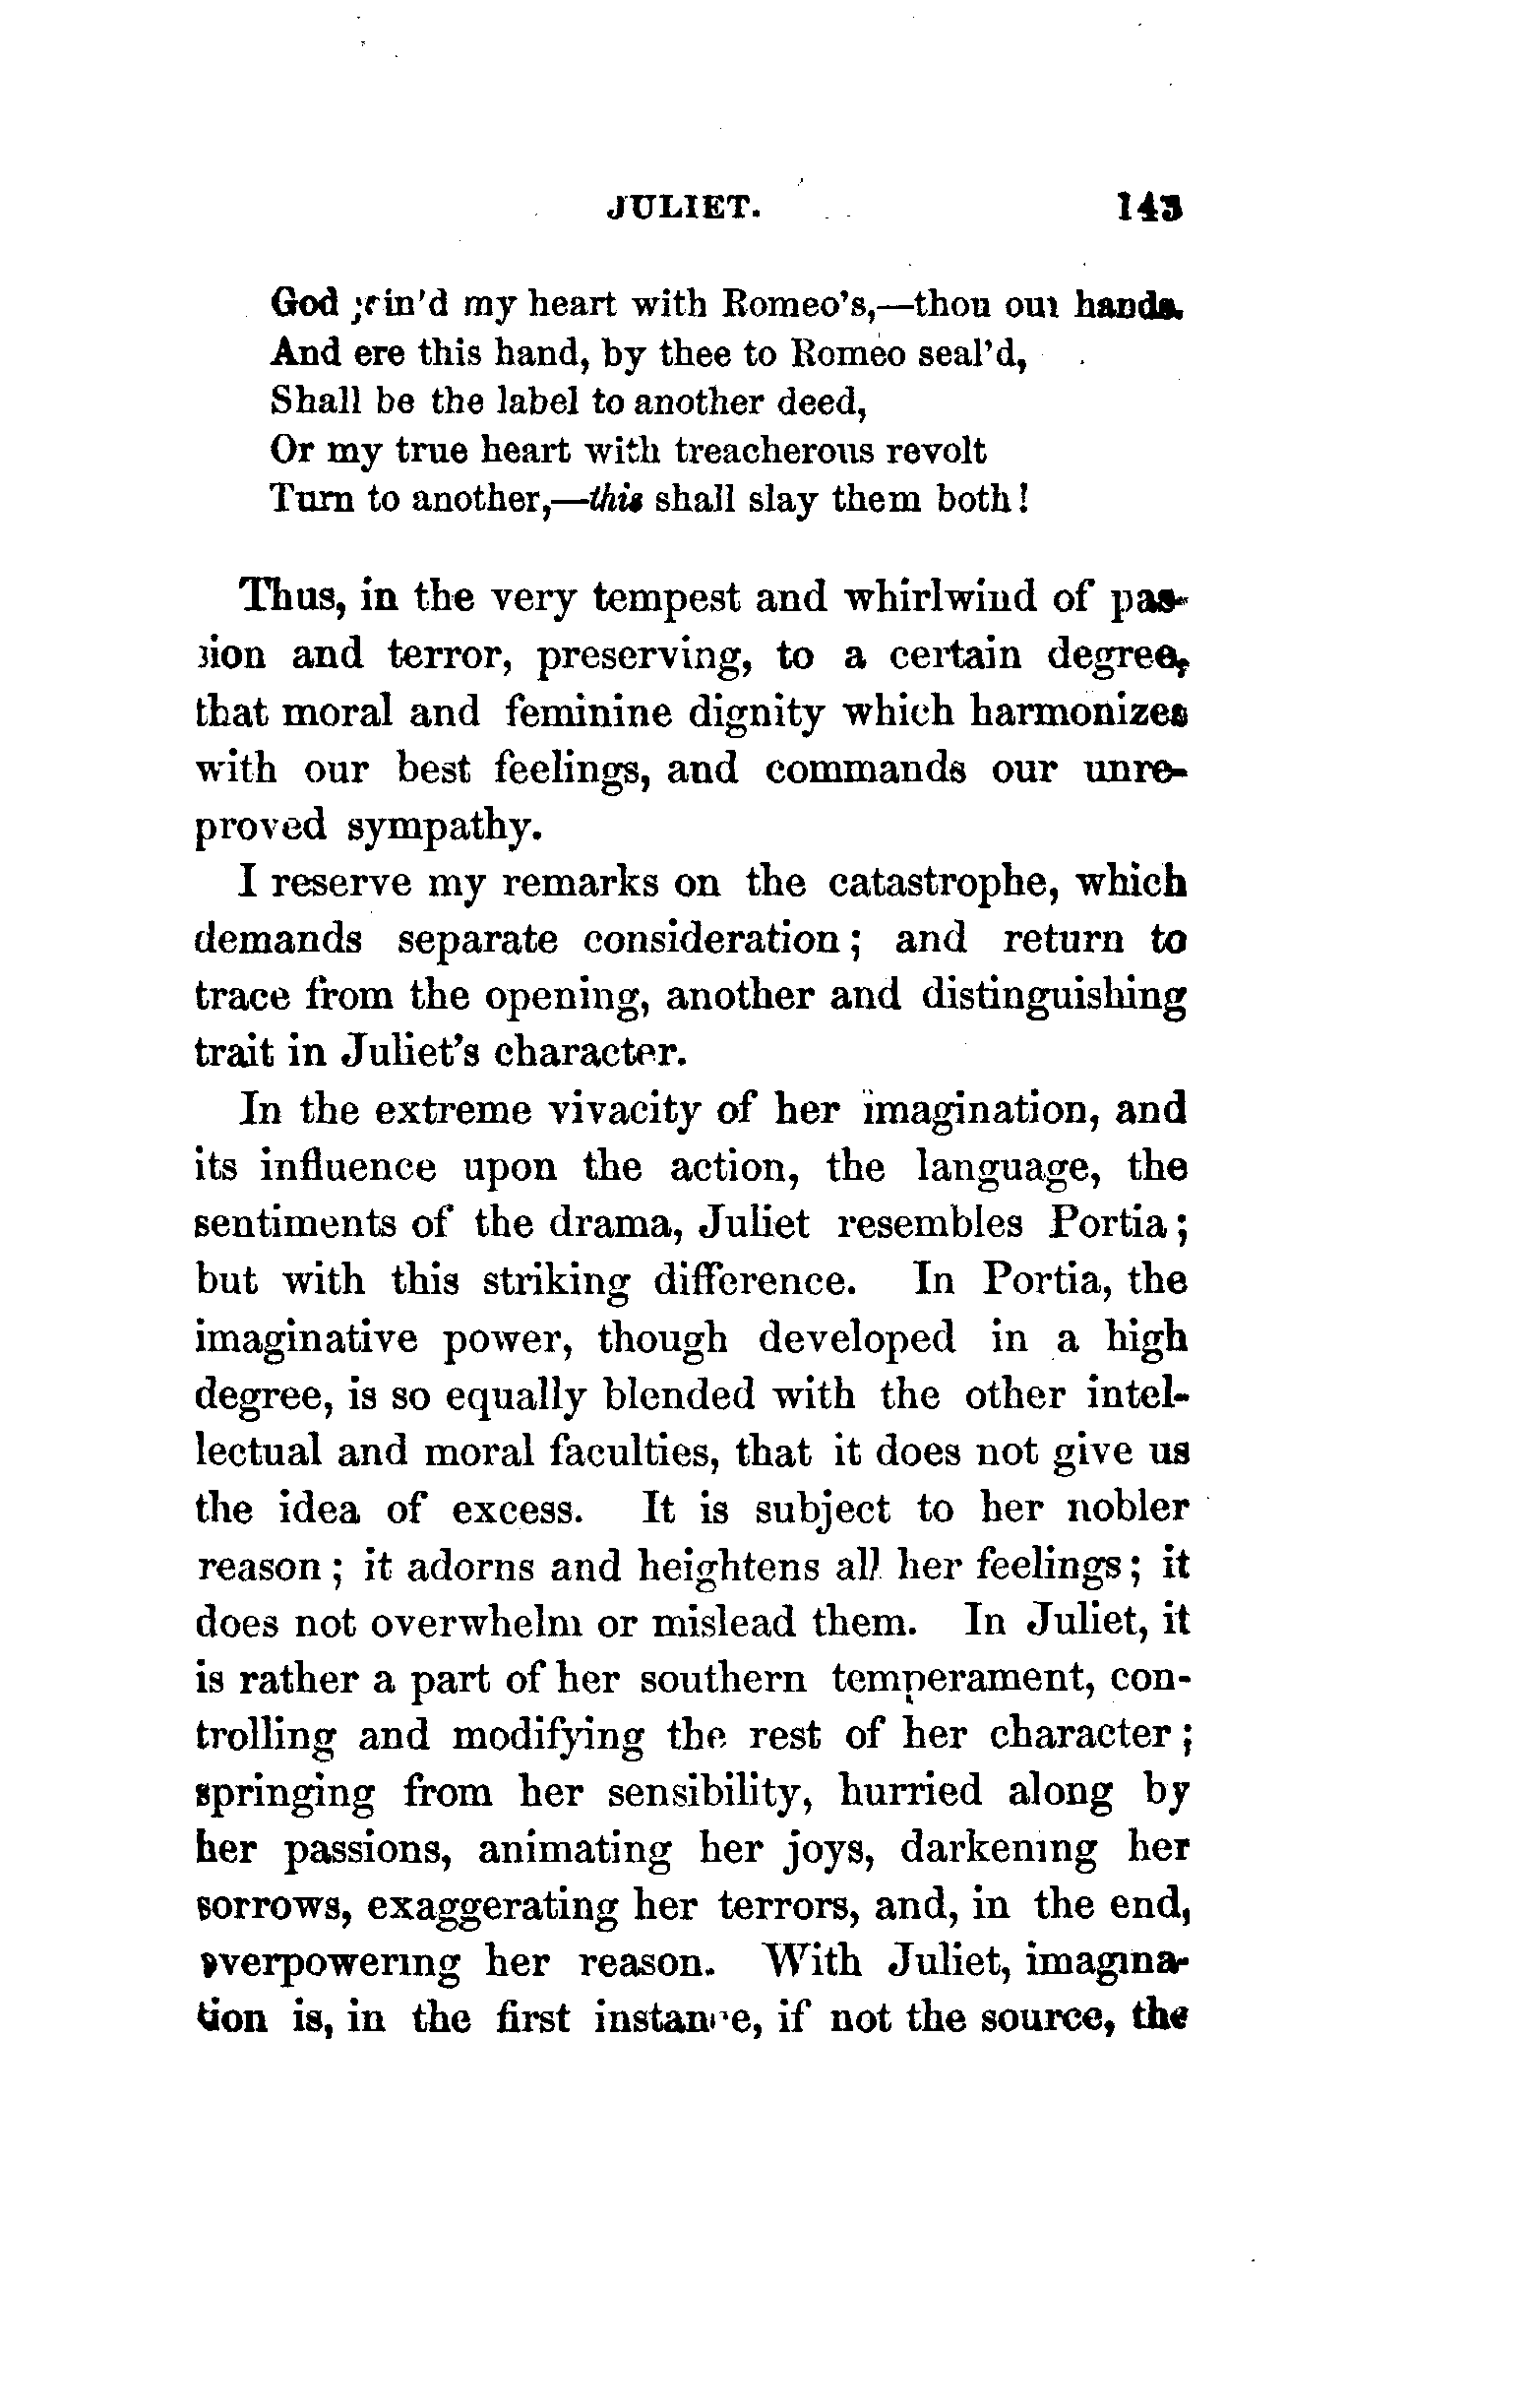 JULIET. 143
God join'd my heart with Romeo's,—thou our hands.
And ere this hand, by thee to Romeo seal'd,
Shall be the label to another deed,
Or my true heart with treacherous revolt
Turn to another,—this shall slay them both!
Thus, in the very tempest and whirlwind of pas-
sion and terror, preserving, to a certain degree,
that moral and feminine dignity which harmonizes
with our best feelings, and commands our unre-
proved sympathy.
I reserve my remarks on the catastrophe, which
demands separate consideration; and return to
trace from the opening, another and distinguishing
trait in Juliet's character.
In the extreme vivacity of her imagination, and
its influence upon the action, the language, the
sentiments of the drama, Juliet resembles Portia;
but with this striking difference. In Portia, the
imaginative power, though developed in a high
degree, is so equally blended with the other intel-
lectual and moral faculties, that it does not give us
the idea of excess. It is subject to her nobler
reason; it adorns and heightens all her feelings; it
does not overwhelm or mislead them. In Juliet, it
is rather a part of her southern temperament, con-
trolling and modifying the rest of her character;
springing from her sensibility, hurried along by
her passions, animating her joys, darkening her
sorrows, exaggerating her terrors, and, in the end,
overpowering her reason. With Juliet, imagina-
tion is, in the first instance, if not the source, the